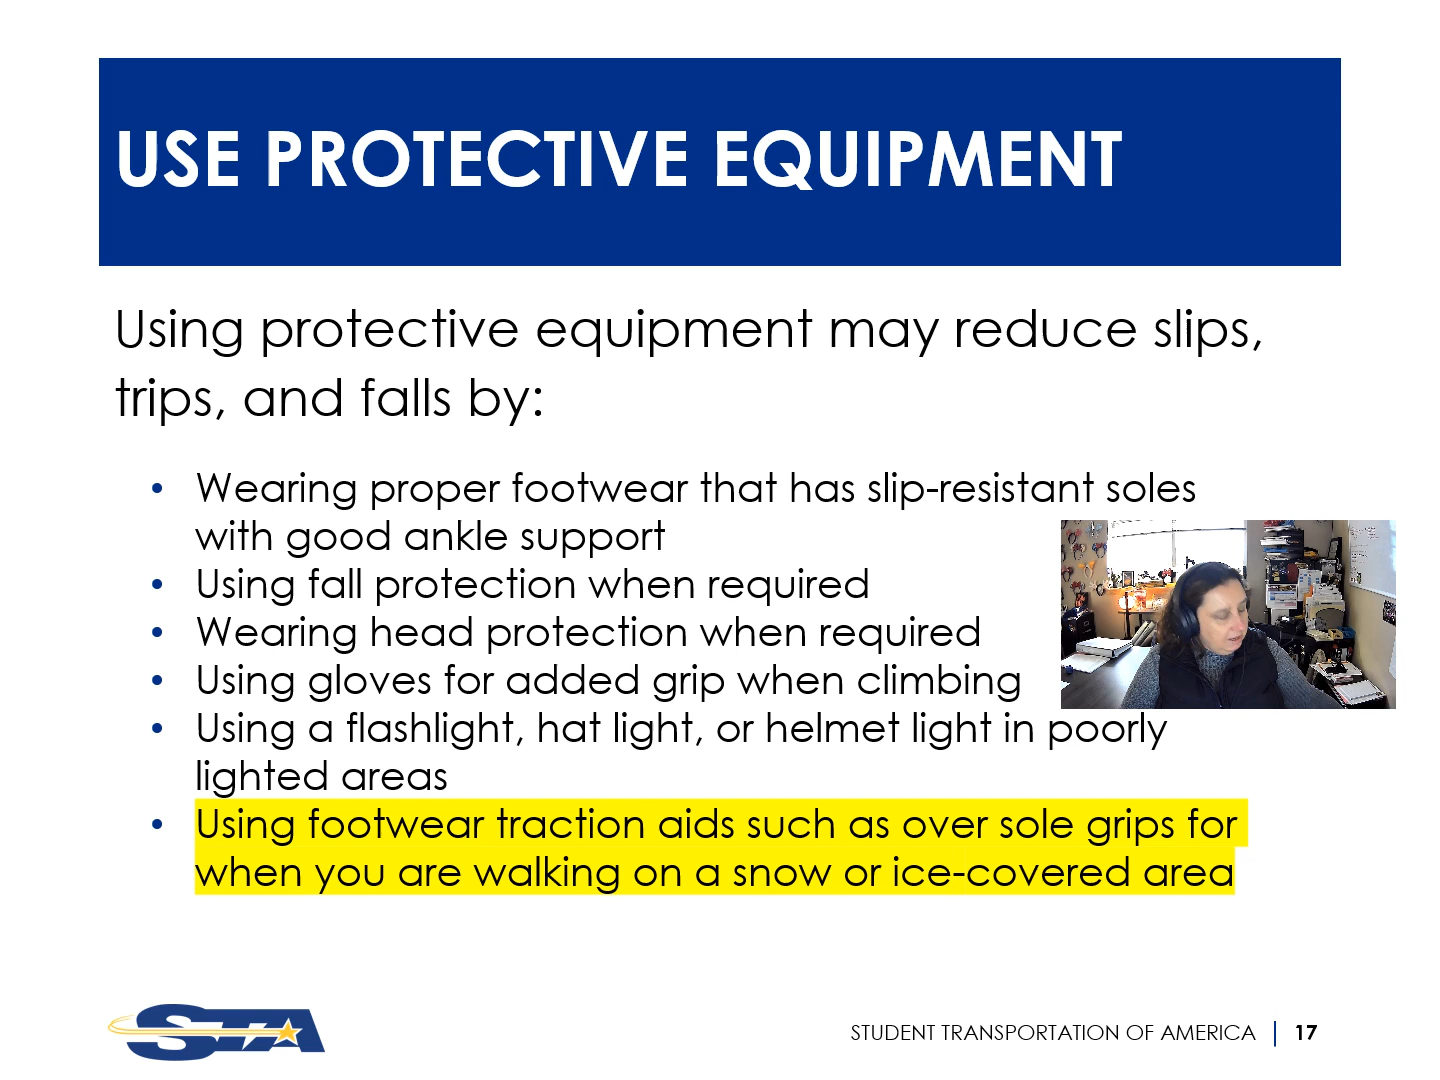 USE PROTECTIVE EQUIPMENT
Using protective equipment may reduce slips,
trips, and falls by:
• Wearing proper footwear that has slip-resistant soles
with good ankle support
• Using fall protection when required
• Wearing head protection when required
• Using gloves for added grip when climbing
• Using a flashlight, hat light, or helmet light in poorly
lighted areas
• Using footwear traction aids such as over sole grips for
when you are walking on a snow or ice-covered area
STA
STUDENT TRANSPORTATION OF AMERICA | 17